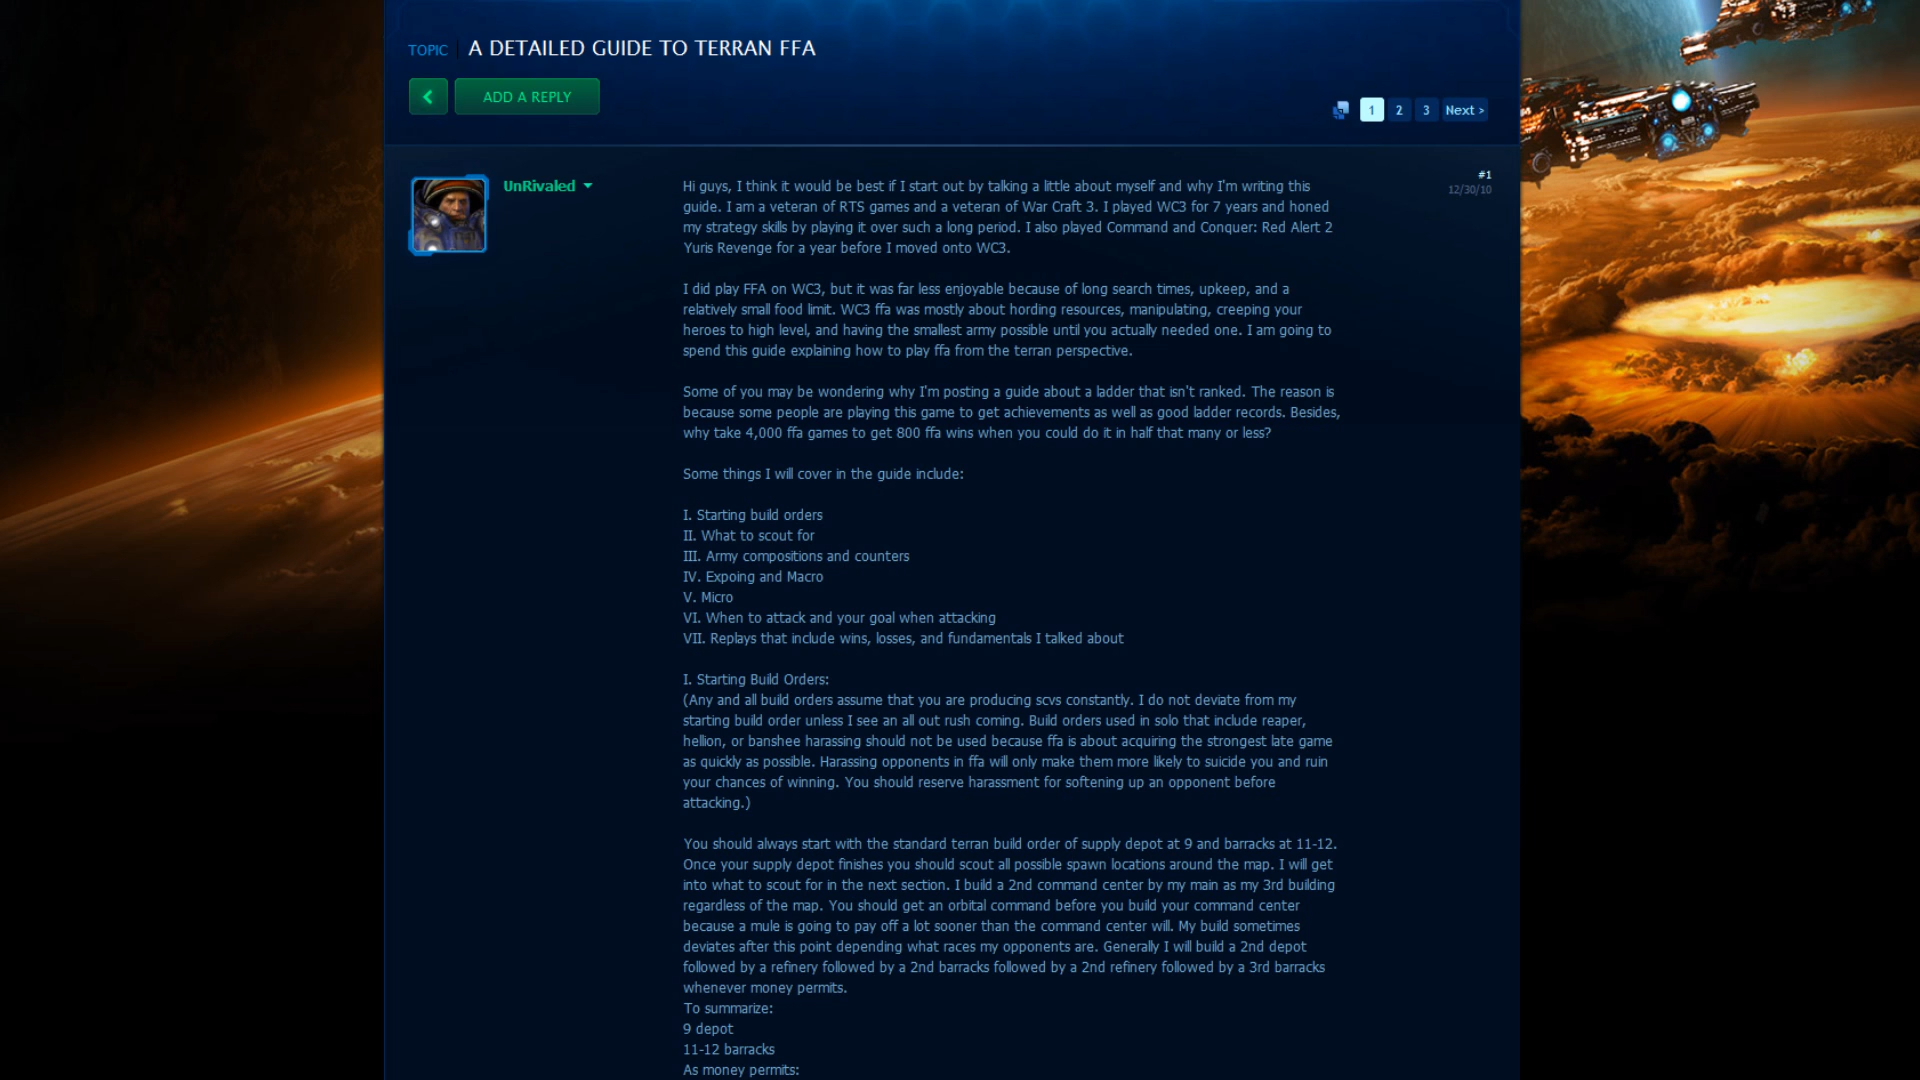 TOPIC A DETAILED GUIDE TO TERRAN FFA
ADD A REPLY
1 2 3 Next >
UnRivaled
#1
12/30/10
Hi guys, I think it would be best if I start out by talking a little about myself and why I'm writing this
guide. I am a veteran of RTS games and a veteran of War Craft 3. I played WC3 for 7 years and honed
my strategy skills by playing it over such a long period. I also played Command and Conquer: Red Alert 2
Yuris Revenge for a year before I moved onto WC3.
I did play FFA on WC3, but it was far less enjoyable because of long search times, upkeep, and a
relatively small food limit. WC3 ffa was mostly about hording resources, manipulating, creeping your
heroes to high level, and having the smallest army possible until you actually needed one. I am going to
spend this guide explaining how to play ffa from the terran perspective.
Some of you may be wondering why I'm posting a guide about a ladder that isn't ranked. The reason is
because some people are playing this game to get achievements as well as good ladder records. Besides,
why take 4,000 ffa games to get 800 ffa wins when you could do it in half that many or less?
Some things I will cover in the guide include:
I. Starting build orders
II. What to scout for
III. Army compositions and counters
IV. Expoing and Macro
V. Micro
VI. When to attack and your goal when attacking
VII. Replays that include wins, losses, and fundamentals I talked about
I. Starting Build Orders:
(Any and all build orders assume that you are producing scvs constantly. I do not deviate from my
starting build order unless I see an all out rush coming. Build orders used in solo that include reaper,
hellion, or banshee harassing should not be used because ffa is about acquiring the strongest late game
as quickly as possible. Harassing opponents in ffa will only make them more likely to suicide you and ruin
your chances of winning. You should reserve harassment for softening up an opponent before
attacking.)
You should always start with the standard terran build order of supply depot at 9 and barracks at 11-12.
Once your supply depot finishes you should scout all possible spawn locations around the map. I will get
into what to scout for in the next section. I build a 2nd command center by my main as my 3rd building
regardless of the map. You should get an orbital command before you build your command center
because a mule is going to pay off a lot sooner than the command center will. My build sometimes
deviates after this point depending what races my opponents are. Generally I will build a 2nd depot
followed by a refinery followed by a 2nd barracks followed by a 2nd refinery followed by a 3rd barracks
whenever money permits.
To summarize:
9 depot
11-12 barracks
As money permits: